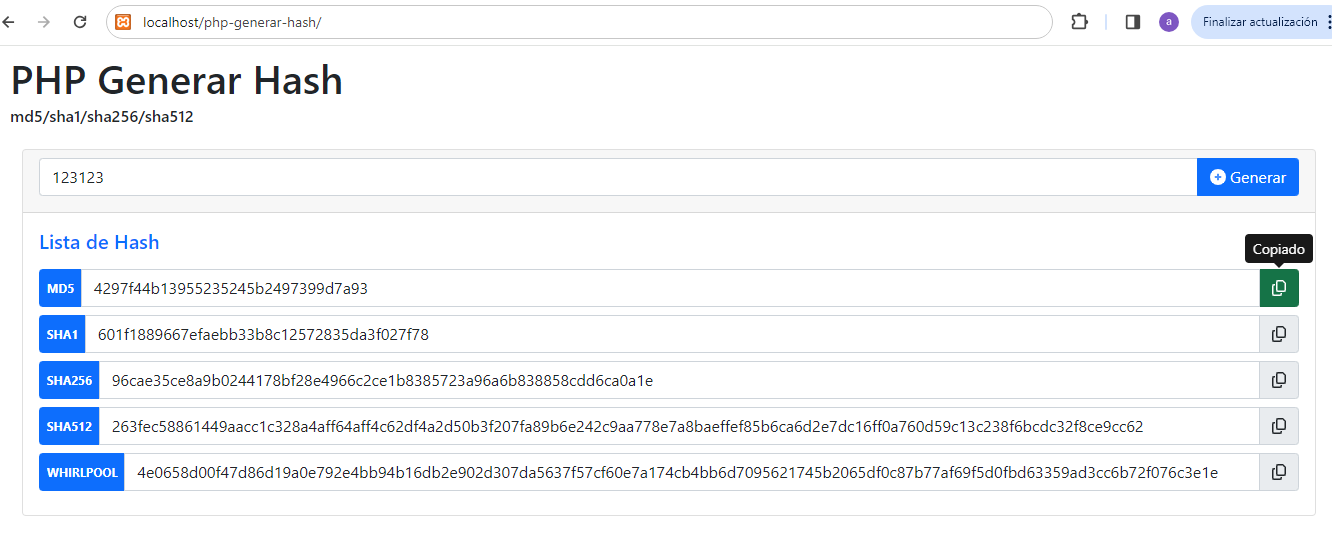 localhost/php-generar-hash/
a
Finalizar actualización
PHP Generar Hash
md5/sha1/sha256/sha512
123123
Generar
Lista de Hash
Copiado
MD5 4297f44b13955235245b2497399d7a93
SHA1 601f1889667efaebb33b8c12572835da3f027f78
SHA256 96cae35ce8a9b0244178bf28e4966c2ce1b8385723a96a6b838858cdd6ca0a1e
SHA512 263fec58861449aacc1c328a4aff64aff4c62df4a2d50b3f207fa89b6e242c9aa778e7a8baeffef85b6ca6d2e7dc16ff0a760d59c13c238f6bcdc32f8ce9cc62
WHIRLPOOL 4e0658d00f47d86d19a0e792e4bb94b16db2e902d307da5637f57cf60e7a174cb4bb6d7095621745b2065df0c87b77af69f5d0fbd63359ad3cc6b72f076c3e1e